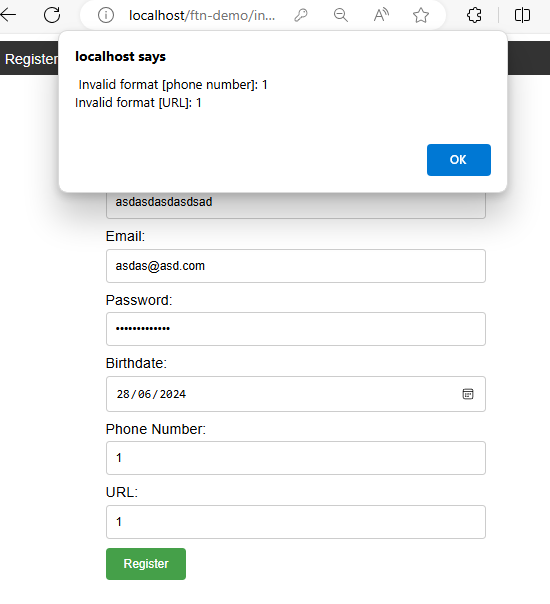 localhost/ftn-demo/in...
Register
localhost says
Invalid format [phone number]: 1
Invalid format [URL]: 1
OK
asdasdasdasdsad
Email:
asdas@asd.com
Password:
•••••••••••••
Birthdate:
28/06/2024
Phone Number:
1
URL:
1
Register